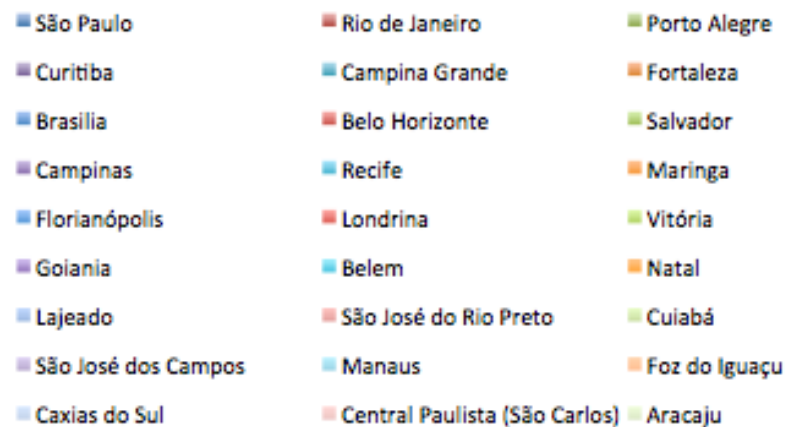 São Paulo Rio de Janeiro Porto Alegre
Curitiba Campina Grande Fortaleza
Brasilia Belo Horizonte Salvador
Campinas Recife Maringa
Florianópolis Londrina Vitória
Goiania Belem Natal
Lajeado São José do Rio Preto Cuiabá
São José dos Campos Manaus Foz do Iguaçu
Caxias do Sul Central Paulista (São Carlos) Aracaju